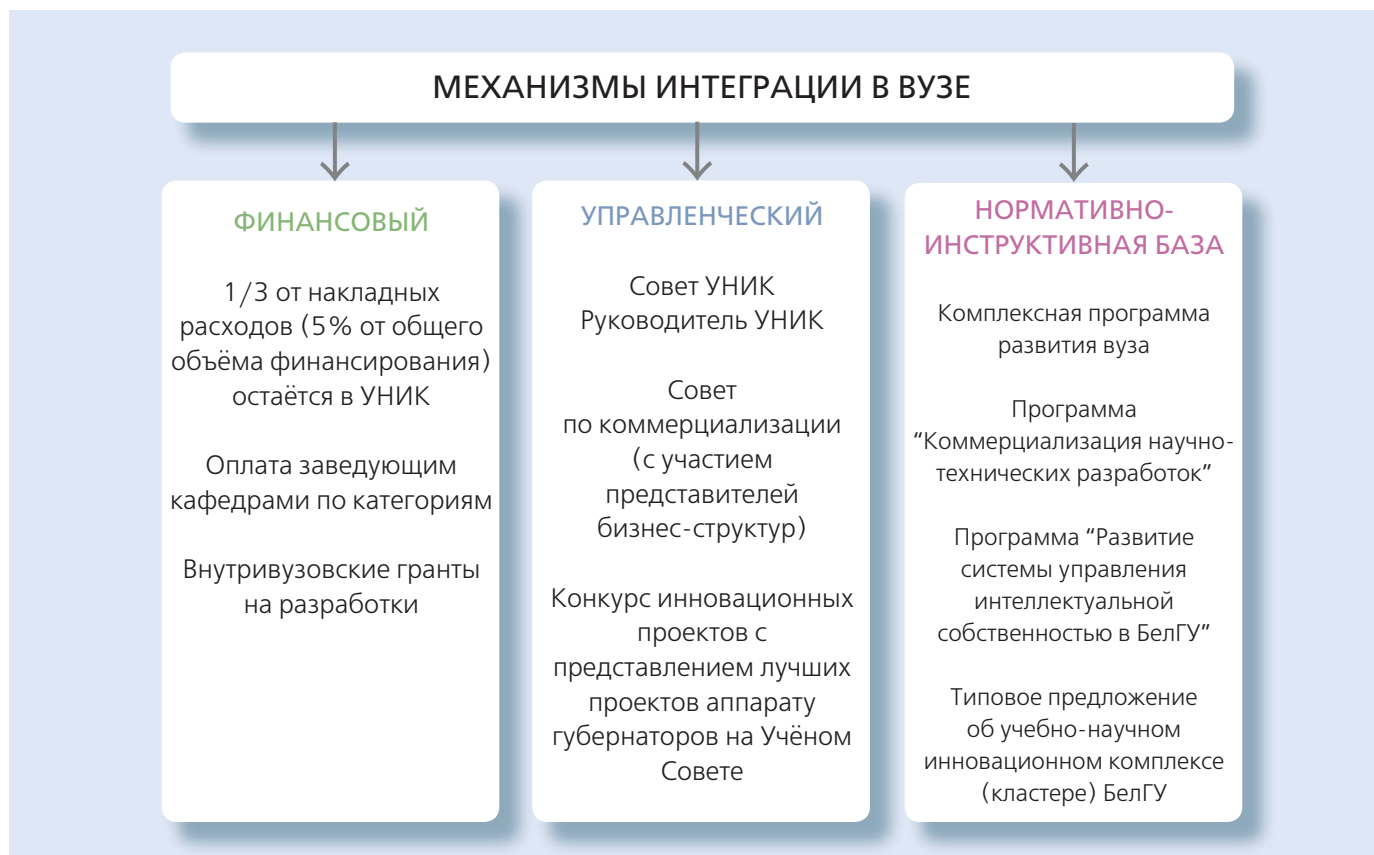 МЕХАНИЗМЫ ИНТЕГРАЦИИ В ВУЗЕ
ФИНАНСОВЫЙ
1/3 от накладных
расходов (5% от общего
объёма финансирования)
остаётся в УНИК
Оплата заведующим
кафедрами по категориям
Внутривузовские гранты
на разработки
УПРАВЛЕНЧЕСКИЙ
Совет УНИК
Руководитель УНИК
Совет
по коммерциализации
(с участием
представителей
бизнес-структур)
Конкурс инновационных
проектов с
представлением лучших
проектов аппарату
губернаторов на Учёном
Совете
НОРМАТИВНО-
ИНСТРУКТИВНАЯ БАЗА
Комплексная программа
развития вуза
Программа
“Коммерциализация научно-
технических разработок”
Программа “Развитие
системы управления
интеллектуальной
собственностью в БелГУ”
Типовое предложение
об учебно-научном
инновационном комплексе
(кластере) БелГУ